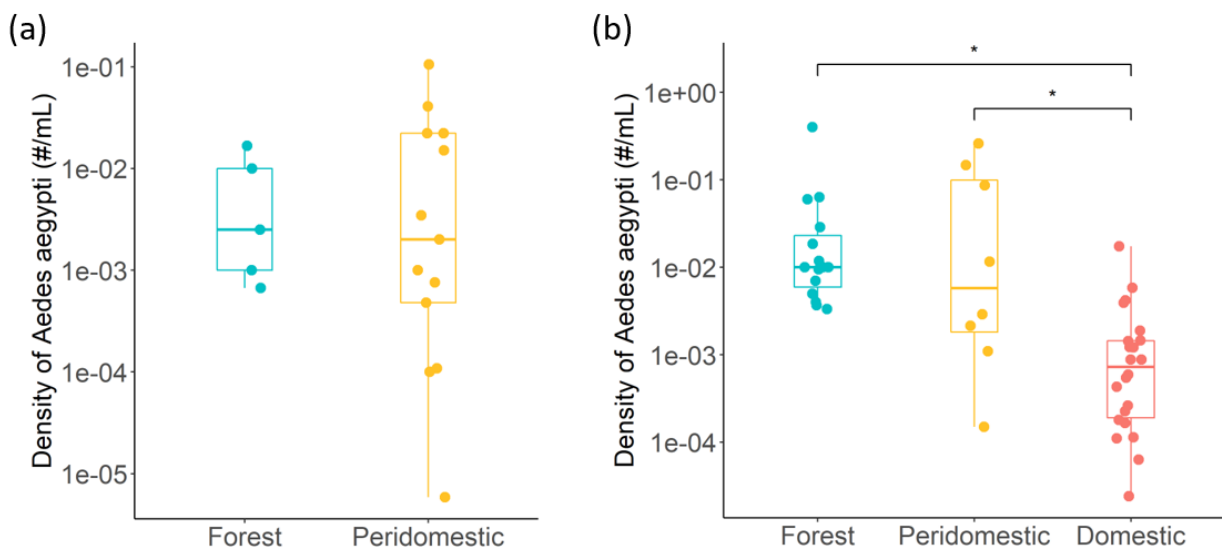 (a)
Density of Aedes aegypti (#/mL)
1e-01
1e-02
1e-03
1e-04
1e-05
Forest
Peridomestic
(b)
Density of Aedes aegypti (#/mL)
1e+00
1e-01
1e-02
1e-03
1e-04
*
*
Forest
Peridomestic
Domestic